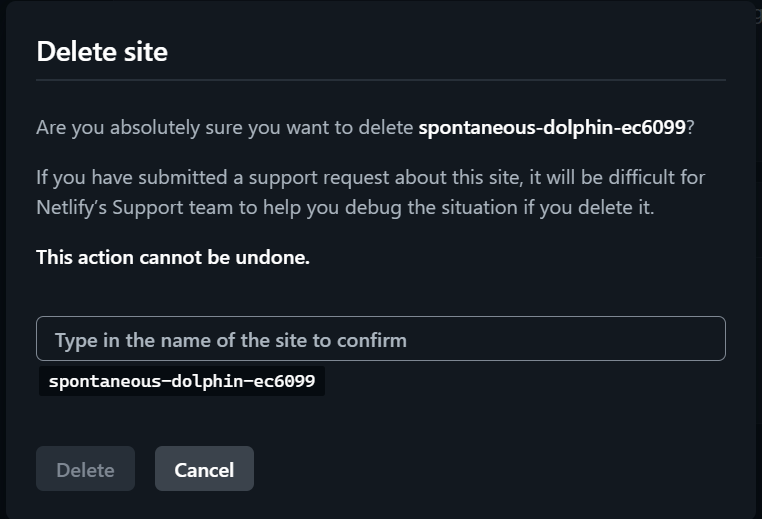 Delete site
Are you absolutely sure you want to delete spontaneous-dolphin-ec6099?
If you have submitted a support request about this site, it will be difficult for
Netlify’s Support team to help you debug the situation if you delete it.
This action cannot be undone.
Type in the name of the site to confirm
spontaneous-dolphin-ec6099
Delete Cancel